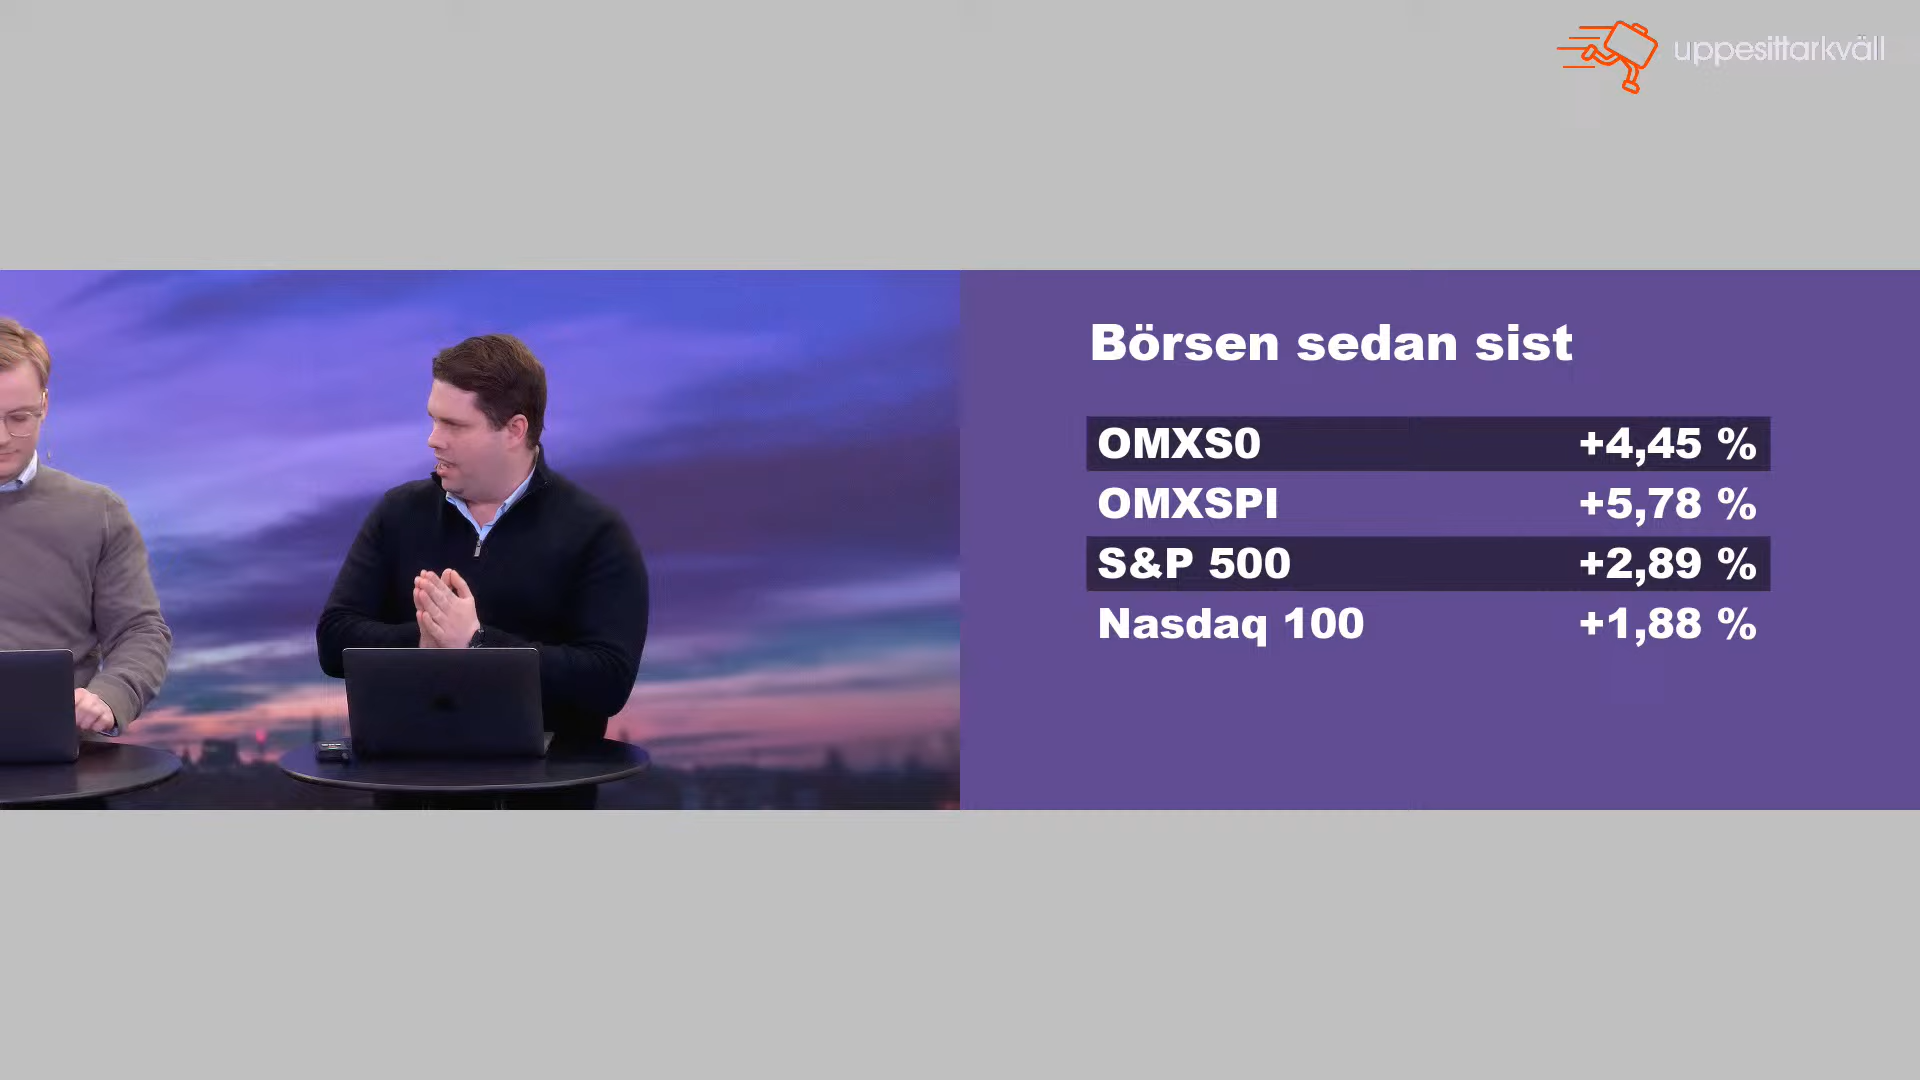 uppesittarkväll
Börsen sedan sist
OMXS0 +4,45 %
OMXSPI +5,78 %
S&P 500 +2,89 %
Nasdaq 100 +1,88 %